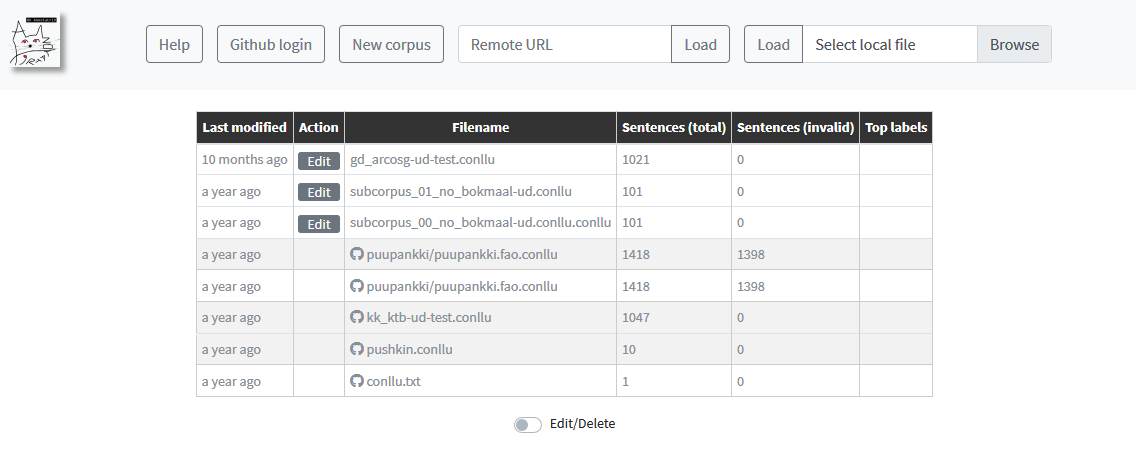 UD ANNOTATRIX
Help Github login New corpus Remote URL Load Load Select local file Browse
Last modified Action Filename Sentences (total) Sentences (invalid) Top labels
10 months ago Edit gd_arcosg-ud-test.conllu 1021 0
a year ago Edit subcorpus_01_no_bokmaal-ud.conllu 101 0
a year ago Edit subcorpus_00_no_bokmaal-ud.conllu.conllu 101 0
a year ago puupankki/puupankki.fao.conllu 1418 1398
a year ago puupankki/puupankki.fao.conllu 1418 1398
a year ago kk_ktb-ud-test.conllu 1047 0
a year ago pushkin.conllu 10 0
a year ago conllu.txt 1 0
Edit/Delete